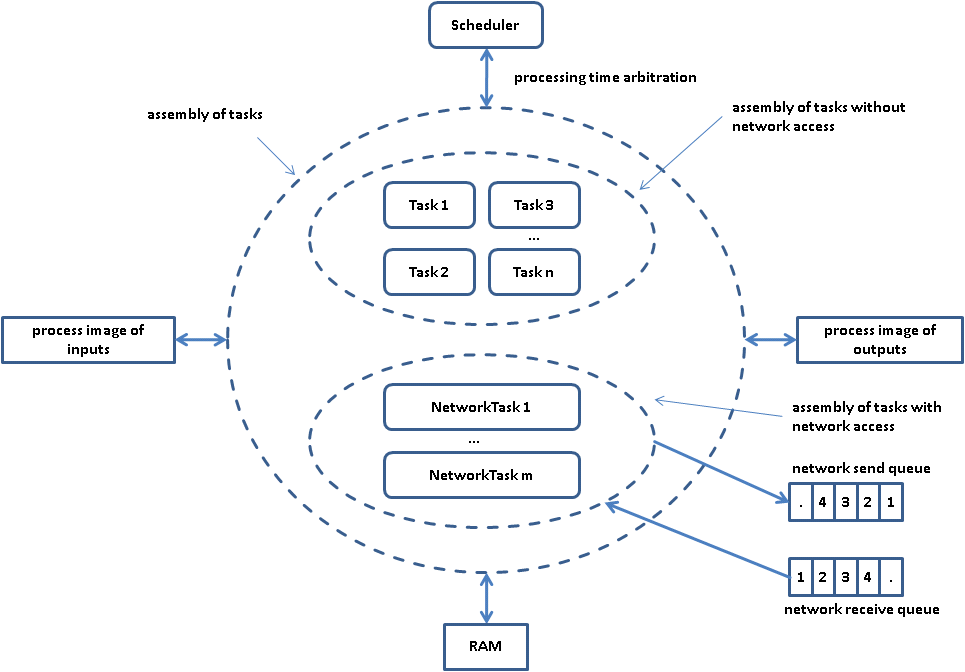 Scheduler
processing time arbitration
assembly of tasks
assembly of tasks without
network access
Task 1
Task 3
...
Task 2
Task n
process image of
inputs
process image of
outputs
NetworkTask 1
...
NetworkTask m
assembly of tasks with
network access
network send queue
. 4 3 2 1
1 2 3 4 .
network receive queue
RAM